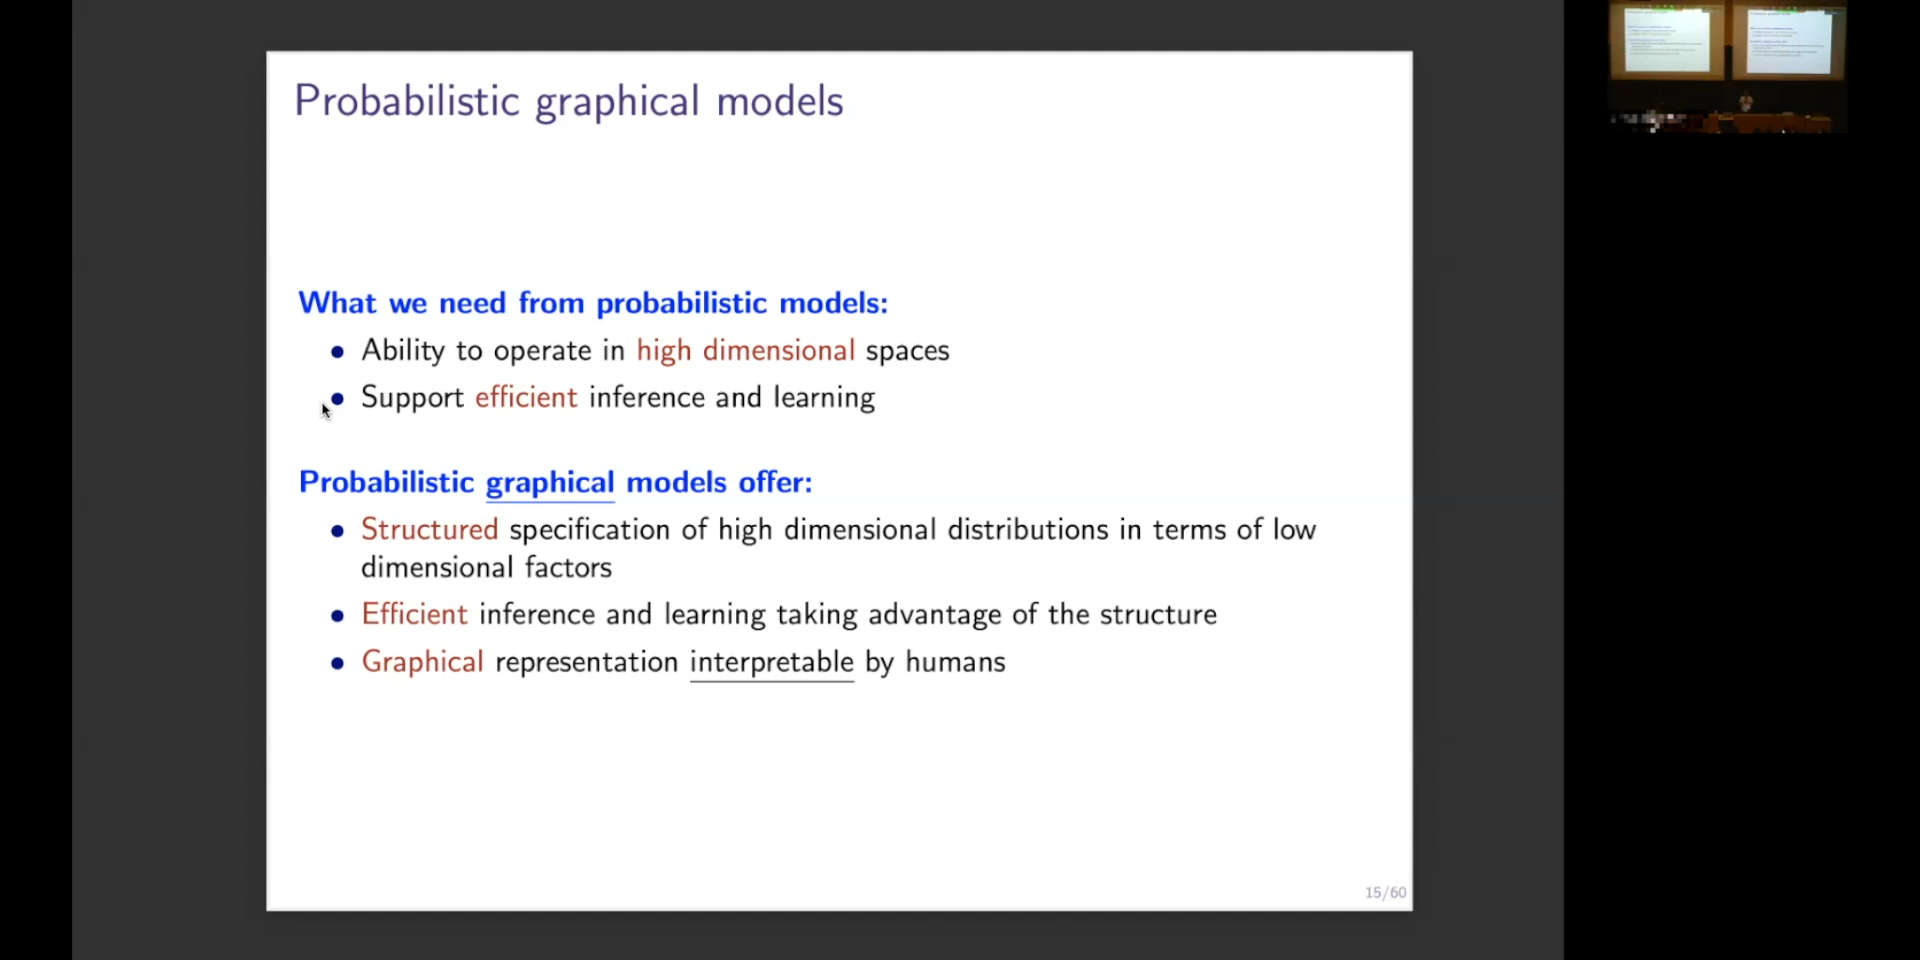 Probabilistic graphical models
What we need from probabilistic models:
• Ability to operate in high dimensional spaces
• Support efficient inference and learning
Probabilistic graphical models offer:
• Structured specification of high dimensional distributions in terms of low
dimensional factors
• Efficient inference and learning taking advantage of the structure
• Graphical representation interpretable by humans
15/60